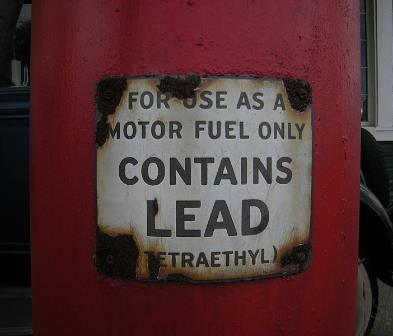 FOR USE AS A
MOTOR FUEL ONLY
CONTAINS
LEAD
TETRAETHYL)